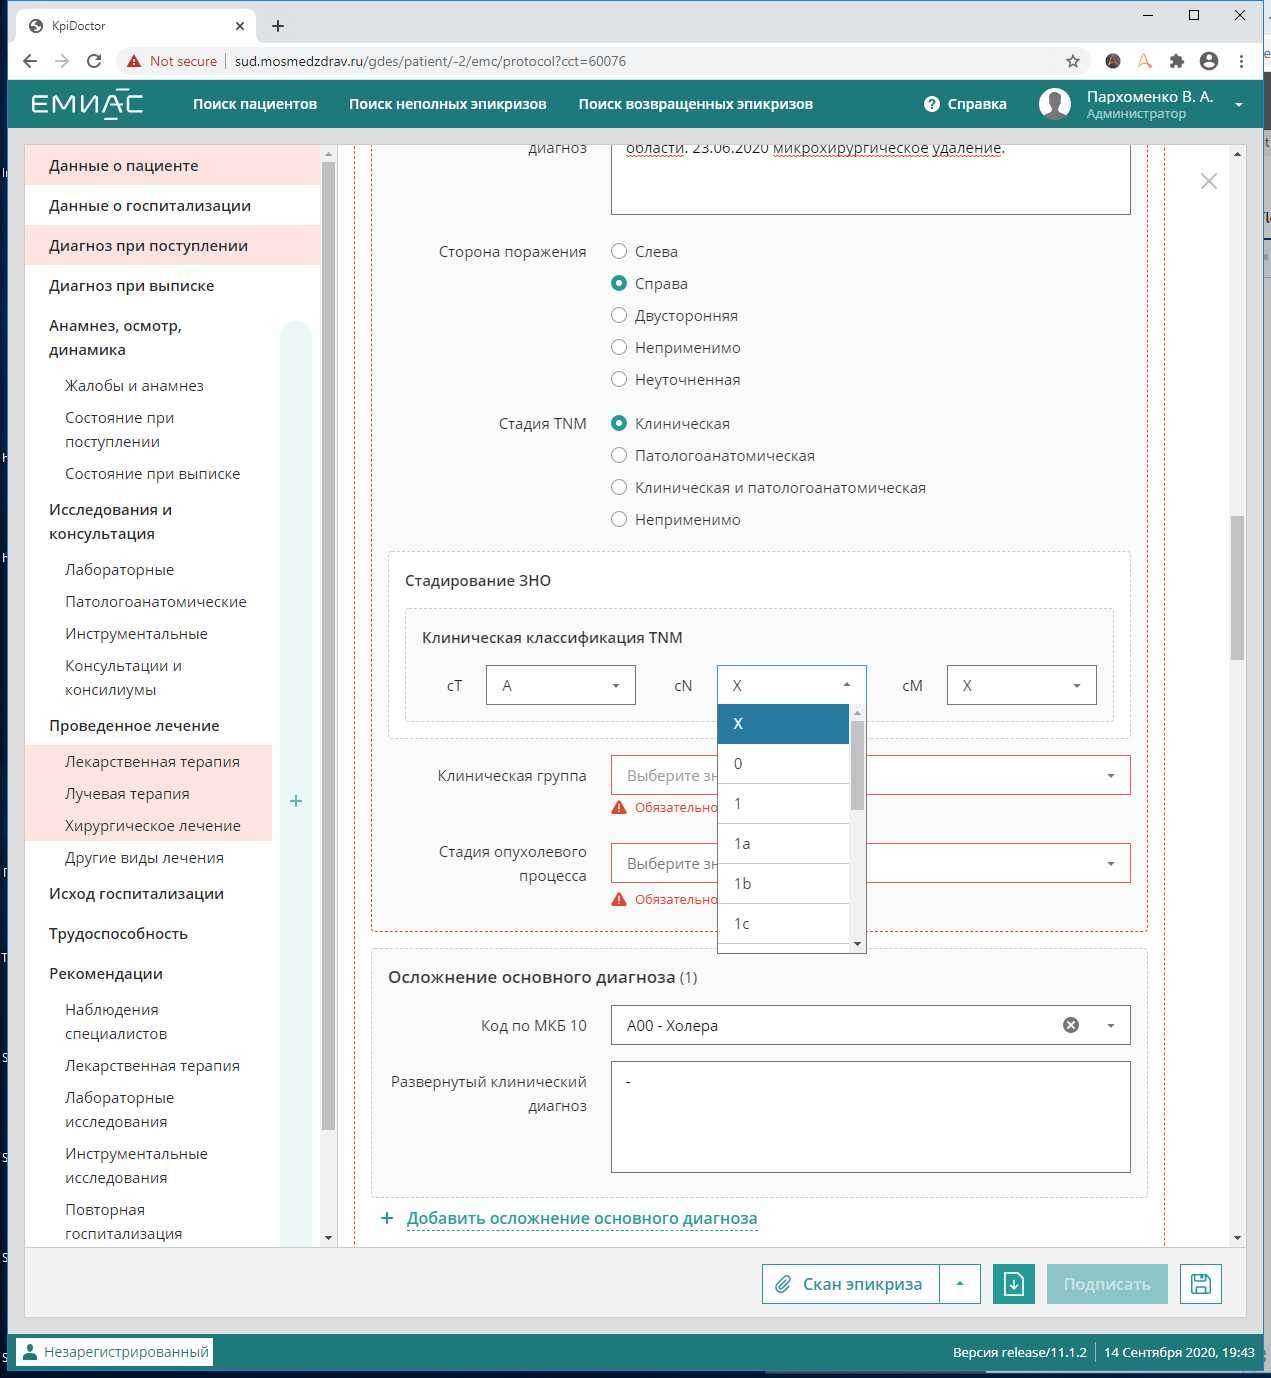 KpiDoctor
Not secure
sud.mosmedzdrav.ru/gdes/patient/-2/emc/protocol?cct=60076
ЕМИАС
Поиск пациентов
Поиск неполных эпикризов
Поиск возвращенных эпикризов
Справка
Пархоменко В. А.
Администратор
Данные о пациенте
Данные о госпитализации
Диагноз при поступлении
Диагноз при выписке
Анамнез, осмотр,
динамика
Жалобы и анамнез
Состояние при
поступлении
Состояние при выписке
Исследования и
консультация
Лабораторные
Патологоанатомические
Инструментальные
Консультации и
консилиумы
Проведенное лечение
Лекарственная терапия
Лучевая терапия
Хирургическое лечение
Другие виды лечения
Исход госпитализации
Трудоспособность
Рекомендации
Наблюдения
специалистов
Лекарственная терапия
Лабораторные
исследования
Инструментальные
исследования
Повторная
госпитализация
диагноз
области. 23.06.2020 микрохирургическое удаление.
Сторона поражения
Слева
Справа
Двусторонняя
Неприменимо
Неуточненная
Стадия TNM
Клиническая
Патологоанатомическая
Клиническая и патологоанатомическая
Неприменимо
Стадирование ЗНО
Клиническая классификация TNM
cT
A
cN
X
cM
X
X
0
1
1a
1b
1c
Клиническая группа
Выберите зн
Обязательно
Стадия опухолевого
процесса
Выберите зн
Обязательно
Осложнение основного диагноза (1)
Код по МКБ 10
A00 - Холера
Развернутый клинический
диагноз
-
+ Добавить осложнение основного диагноза
Скан эпикриза
Подписать
Незарегистрированный
Версия release/11.1.2
14 Сентября 2020, 19:43